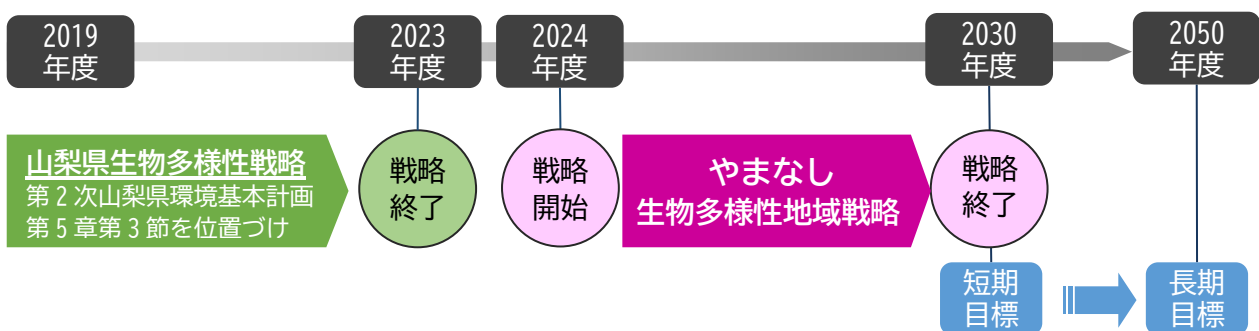 2019
年度
2023
年度
2024
年度
2030
年度
2050
年度
山梨県生物多様性戦略
第2次山梨県環境基本計画
第5章第3節を位置づけ
戦略
終了
戦略
開始
やまなし
生物多様性地域戦略
戦略
終了
短期
目標
長期
目標